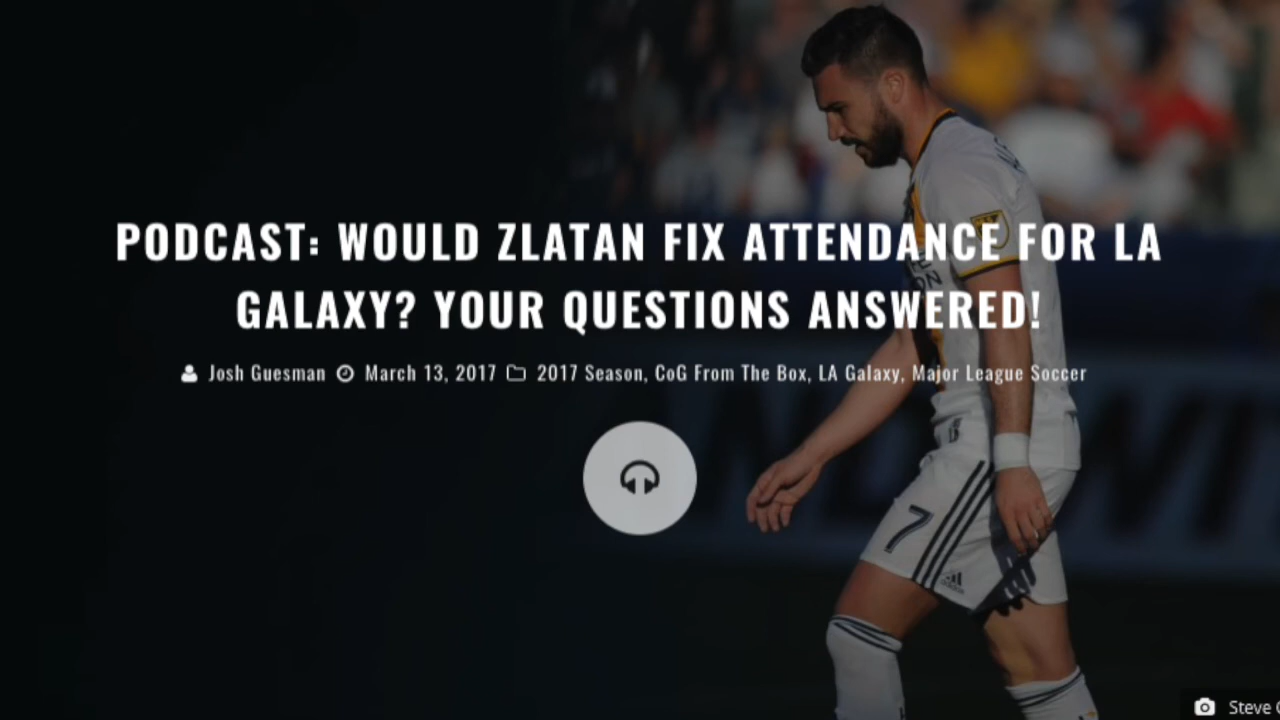 PODCAST: WOULD ZLATAN FIX ATTENDANCE FOR LA
GALAXY? YOUR QUESTIONS ANSWERED!
Josh Guesman March 13, 2017 2017 Season, CoG From The Box, LA Galaxy, Major League Soccer
7
adidas
Steve